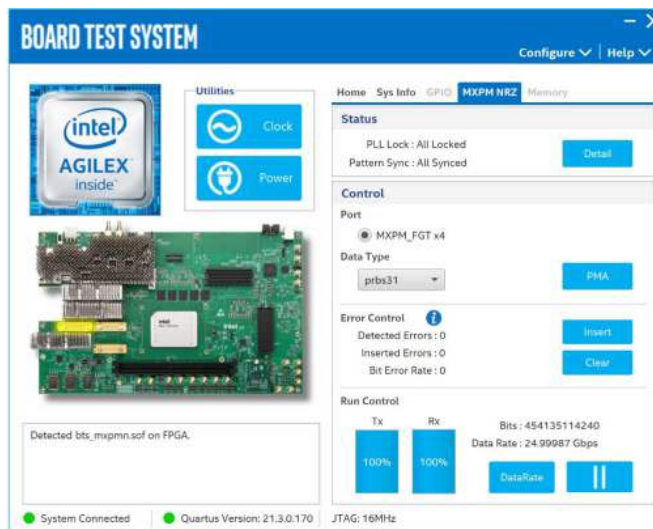 BOARD TEST SYSTEM
Configure | Help
intel
AGILEX
inside
Utilities
Clock
Power
Home Sys Info GPIO MXPM NRZ Memory
Status
PLL Lock : All Locked
Pattern Sync : All Synced
Detail
Control
Port
MXPM_FGT x4
Data Type
prbs31
PMA
Error Control i
Detected Errors : 0
Inserted Errors : 0
Bit Error Rate : 0
Insert
Clear
Run Control
Tx Rx
100% 100%
Bits : 454135114240
Data Rate : 24.99987 Gbps
DataRate
Detected bts_mxpmn.sof on FPGA.
System Connected | Quartus Version: 21.3.0.170 JTAG: 16MHz